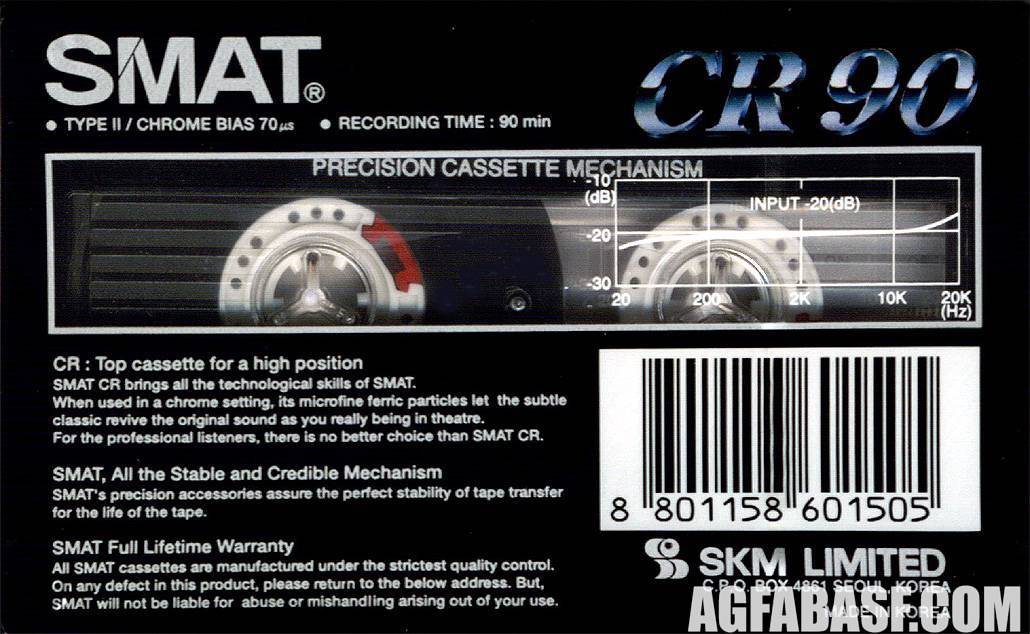 SMAT®
CR 90
• TYPE II / CHROME BIAS 70µs • RECORDING TIME : 90 min
PRECISION CASSETTE MECHANISM
-10
(dB)
INPUT -20(dB)
-20
-30
20 200 2K 10K 20K
(Hz)
CR : Top cassette for a high position
SMAT CR brings all the technological skills of SMAT.
When used in a chrome setting, its microfine ferric particles let the subtle
classic revive the original sound as you really being in theatre.
For the professional listeners, there is no better choice than SMAT CR.
SMAT, All the Stable and Credible Mechanism
SMAT's precision accessories assure the perfect stability of tape transfer
for the life of the tape.
SMAT Full Lifetime Warranty
All SMAT cassettes are manufactured under the strictest quality control.
On any defect in this product, please return to the below address. But,
SMAT will not be liable for abuse or mishandling arising out of your use.
8 801158 601505
SKM LIMITED
C.P.O. BOX 4861 SEOUL, KOREA
MADE IN KOREA
AGFABASF.COM